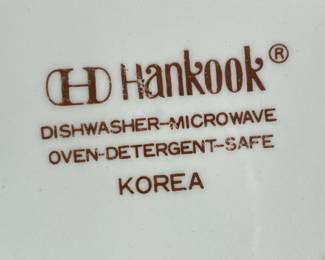 H Hankook®
DISHWASHER-MICROWAVE
OVEN-DETERGENT-SAFE
KOREA